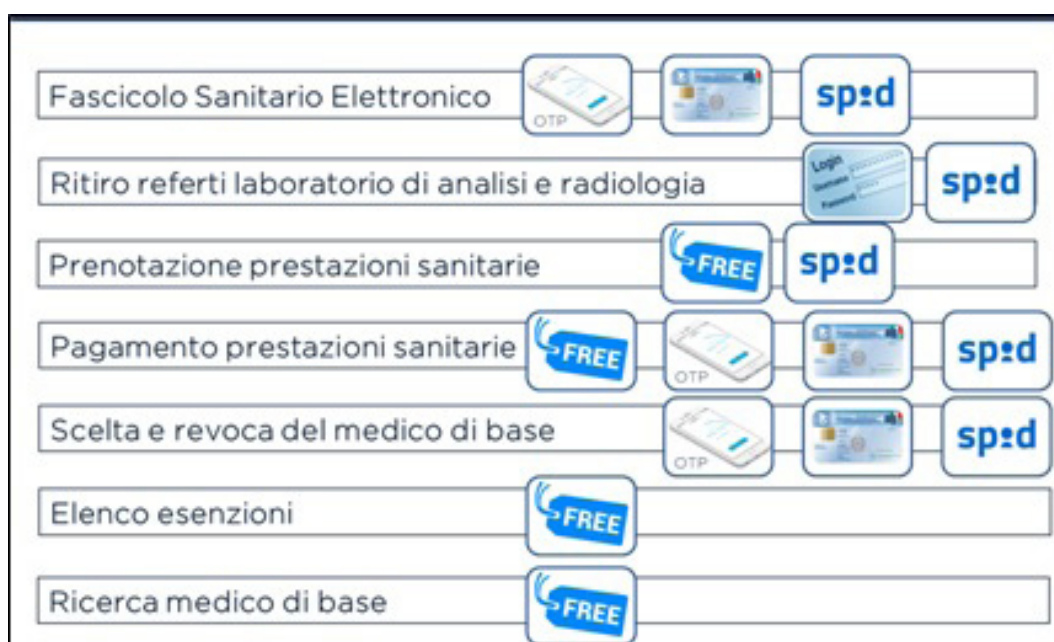 Fascicolo Sanitario Elettronico OTP spid
Ritiro referti laboratorio di analisi e radiologia Login Username Password spid
Prenotazione prestazioni sanitarie FREE spid
Pagamento prestazioni sanitarie FREE OTP spid
Scelta e revoca del medico di base OTP spid
Elenco esenzioni FREE
Ricerca medico di base FREE